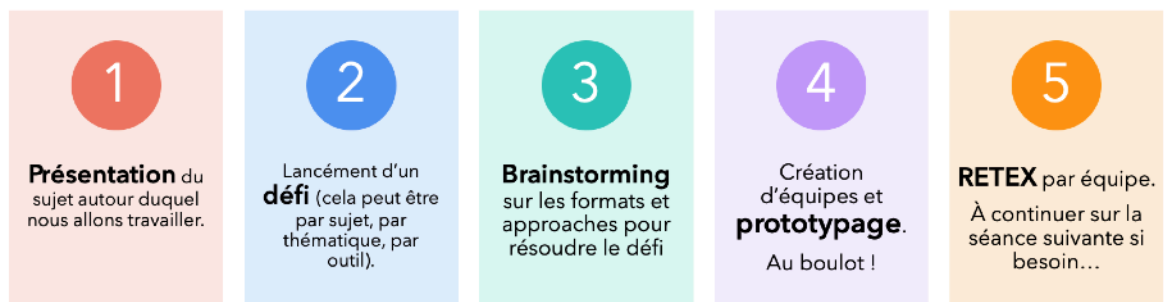 1
Présentation du
sujet autour duquel
nous allons travailler.
2
Lancément d'un
défi (cela peut être
par sujet, par
thématique, par
outil).
3
Brainstorming
sur les formats et
approches pour
résoudre le défi
4
Création
d'équipes et
prototypage.
Au boulot !
5
RETEX par équipe.
À continuer sur la
séance suivante si
besoin...